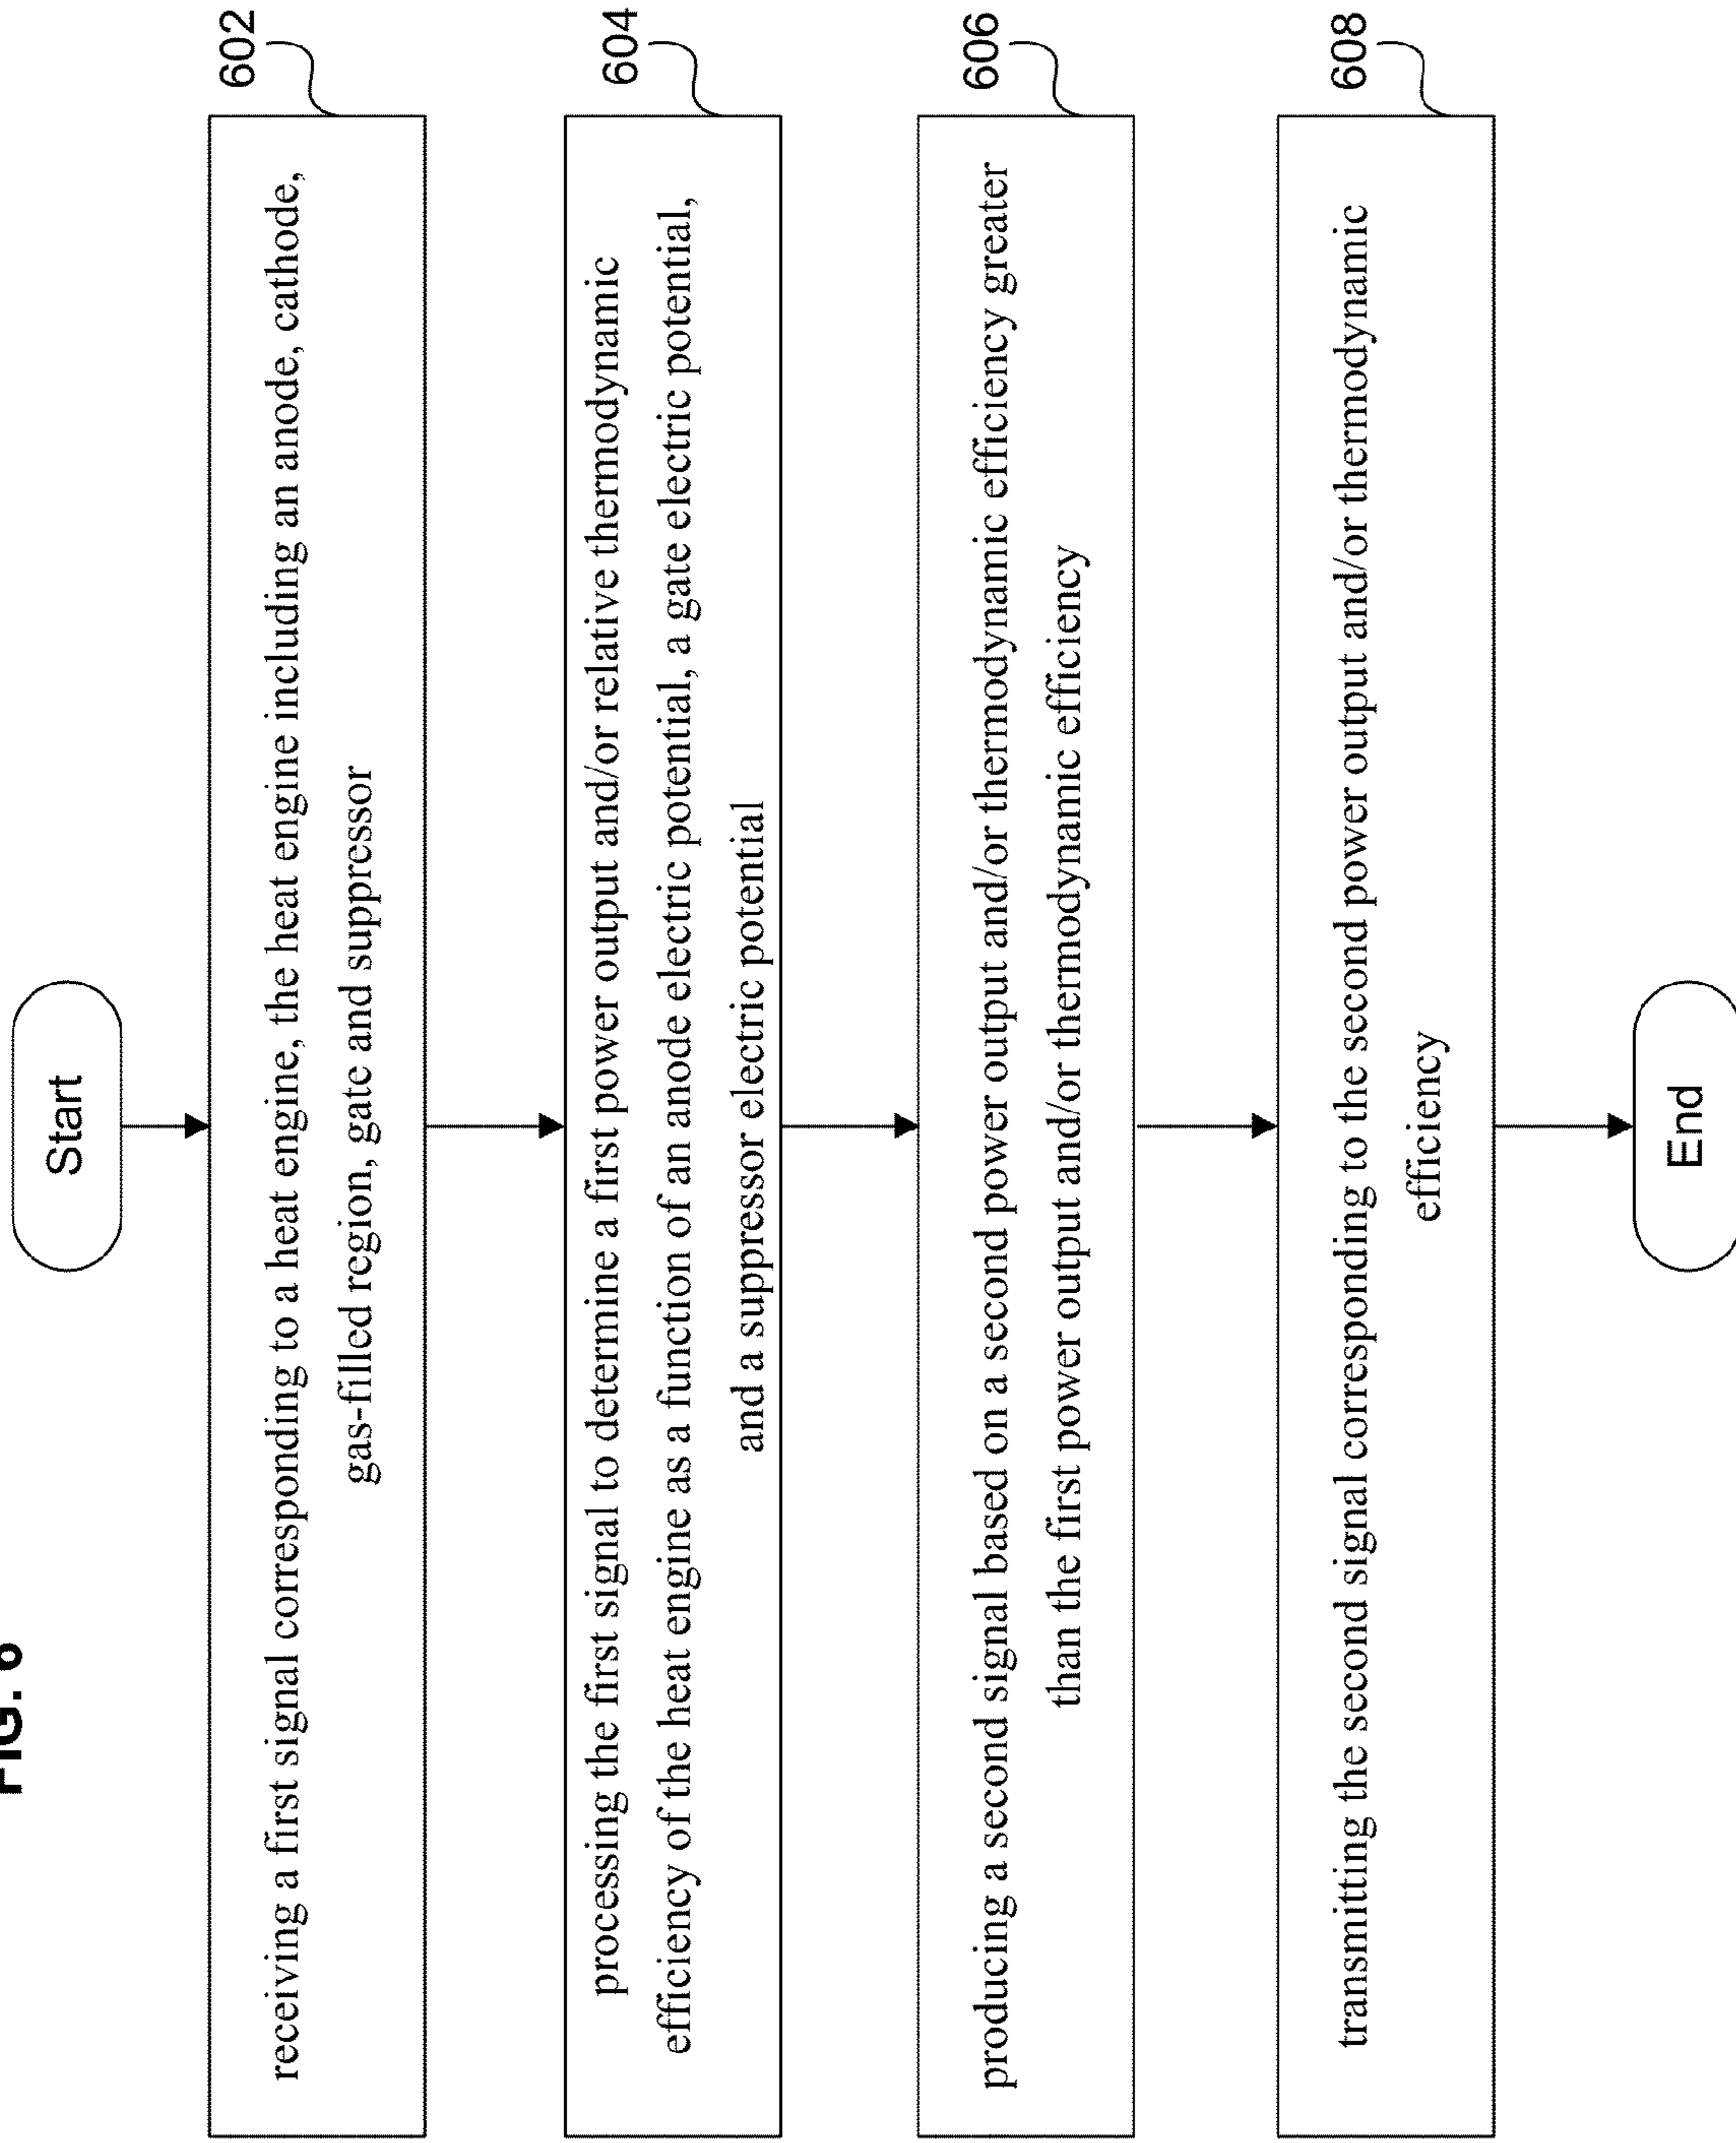 FIG. 6
Start
602
receiving a first signal corresponding to a heat engine, the heat engine including an anode, cathode,
gas-filled region, gate and suppressor
604
processing the first signal to determine a first power output and/or relative thermodynamic
efficiency of the heat engine as a function of an anode electric potential, a gate electric potential,
and a suppressor electric potential
606
producing a second signal based on a second power output and/or thermodynamic efficiency greater
than the first power output and/or thermodynamic efficiency
608
transmitting the second signal corresponding to the second power output and/or thermodynamic
efficiency
End